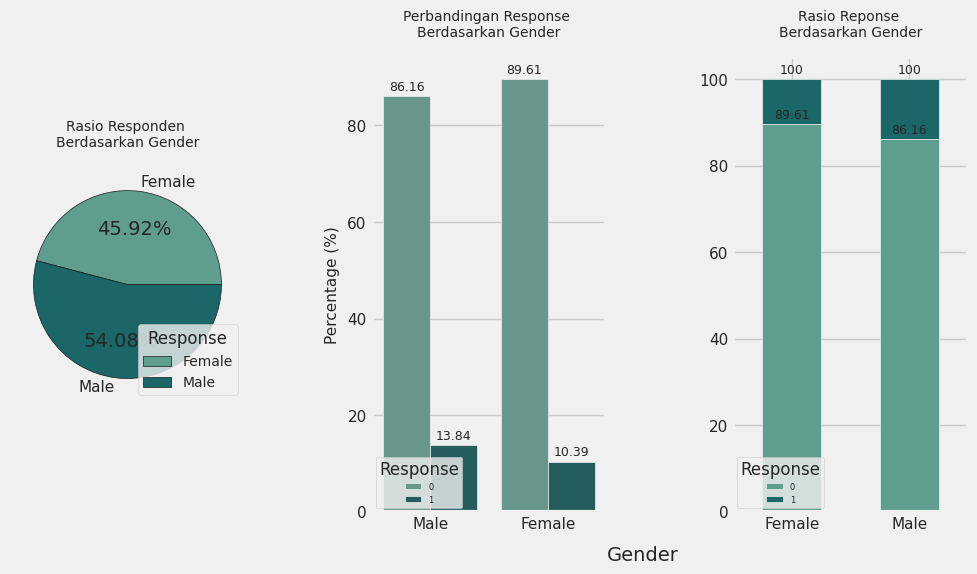 Rasio Responden
Berdasarkan Gender
Female
45.92%
54.08
Male
Response
Female
Male
Perbandingan Response
Berdasarkan Gender
Percentage (%)
80
60
40
20
0
86.16
89.61
13.84
10.39
Response
0
1
Male
Female
Rasio Reponse
Berdasarkan Gender
100
80
60
40
20
0
100
100
89.61
86.16
Response
0
1
Female
Male
Gender